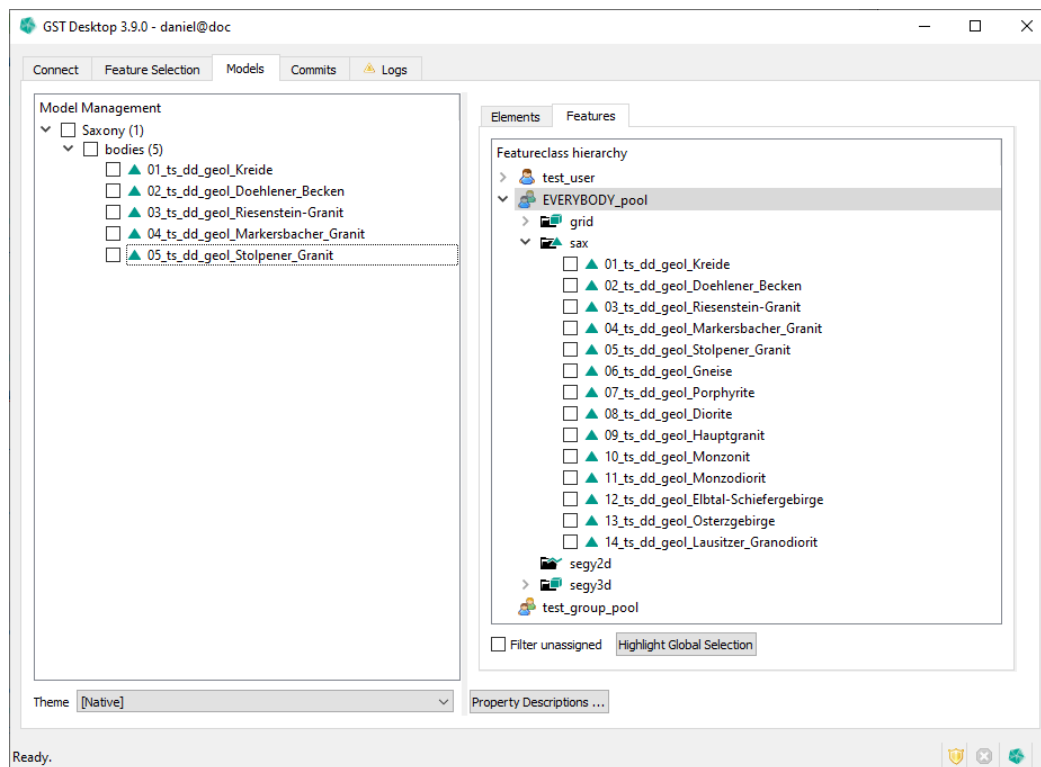 GST Desktop 3.9.0 - daniel@doc
Connect
Feature Selection
Models
Commits
Logs
Model Management
Saxony (1)
bodies (5)
01_ts_dd_geol_Kreide
02_ts_dd_geol_Doehlener_Becken
03_ts_dd_geol_Riesenstein-Granit
04_ts_dd_geol_Markersbacher_Granit
05_ts_dd_geol_Stolpener_Granit
Theme
[Native]
Elements
Features
Featureclass hierarchy
test_user
EVERYBODY_pool
grid
sax
01_ts_dd_geol_Kreide
02_ts_dd_geol_Doehlener_Becken
03_ts_dd_geol_Riesenstein-Granit
04_ts_dd_geol_Markersbacher_Granit
05_ts_dd_geol_Stolpener_Granit
06_ts_dd_geol_Gneise
07_ts_dd_geol_Porphyrite
08_ts_dd_geol_Diorite
09_ts_dd_geol_Hauptgranit
10_ts_dd_geol_Monzonit
11_ts_dd_geol_Monzodiorit
12_ts_dd_geol_Elbtal-Schiefergebirge
13_ts_dd_geol_Osterzgebirge
14_ts_dd_geol_Lausitzer_Granodiorit
segy2d
segy3d
test_group_pool
Filter unassigned
Highlight Global Selection
Property Descriptions ...
Ready.